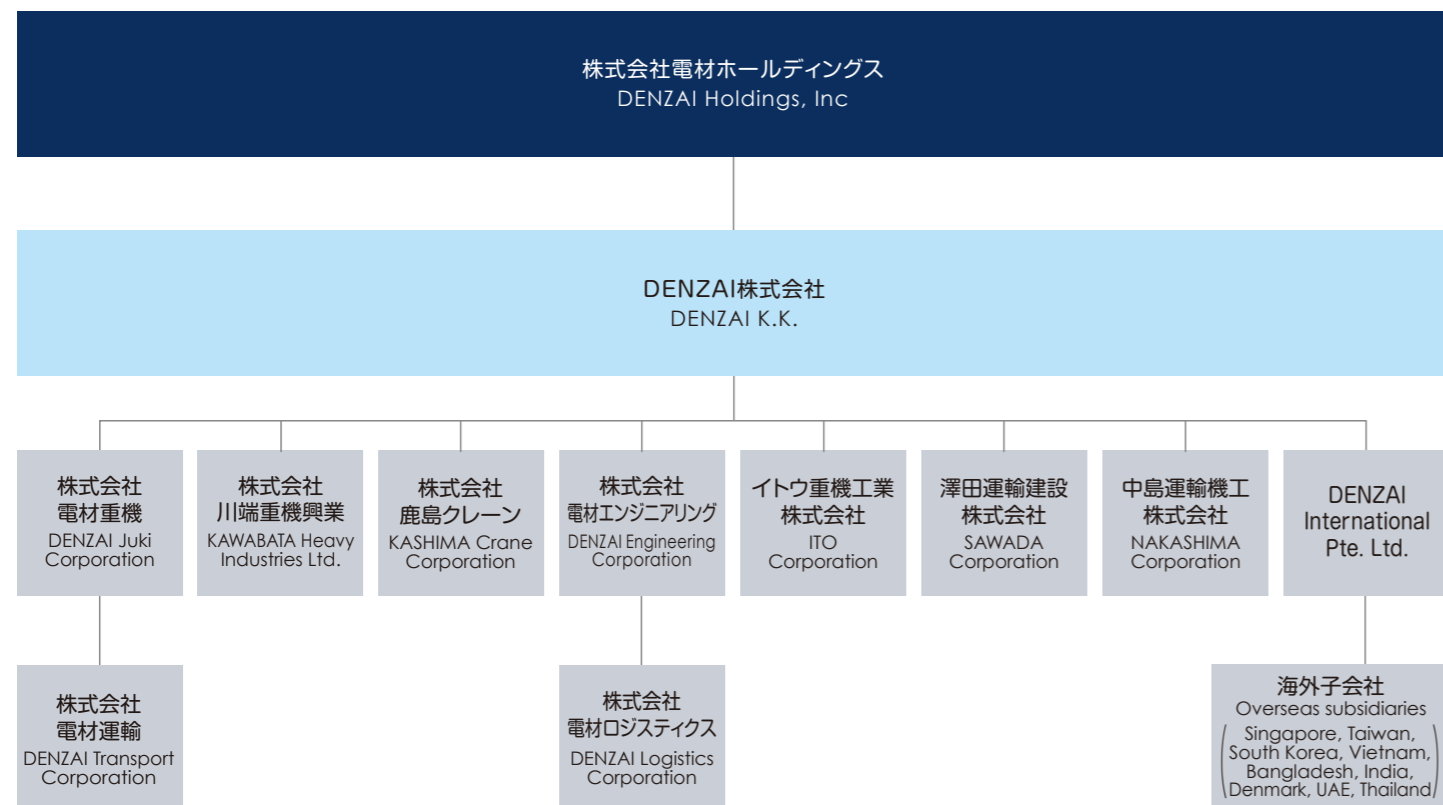 株式会社電材ホールディングス
DENZAI Holdings, Inc
DENZAI株式会社
DENZAI K.K.
株式会社
電材重機
DENZAI Juki
Corporation
株式会社
川端重機興業
KAWABATA Heavy
Industries Ltd.
株式会社
鹿島クレーン
KASHIMA Crane
Corporation
株式会社
電材エンジニアリング
DENZAI Engineering
Corporation
イトウ重機工業
株式会社
ITO
Corporation
澤田運輸建設
株式会社
SAWADA
Corporation
中島運輸機工
株式会社
NAKASHIMA
Corporation
DENZAI
International
Pte. Ltd.
株式会社
電材運輸
DENZAI Transport
Corporation
株式会社
電材ロジスティクス
DENZAI Logistics
Corporation
海外子会社
Overseas subsidiaries
(Singapore, Taiwan,
South Korea, Vietnam,
Bangladesh, India,
Denmark, UAE, Thailand)